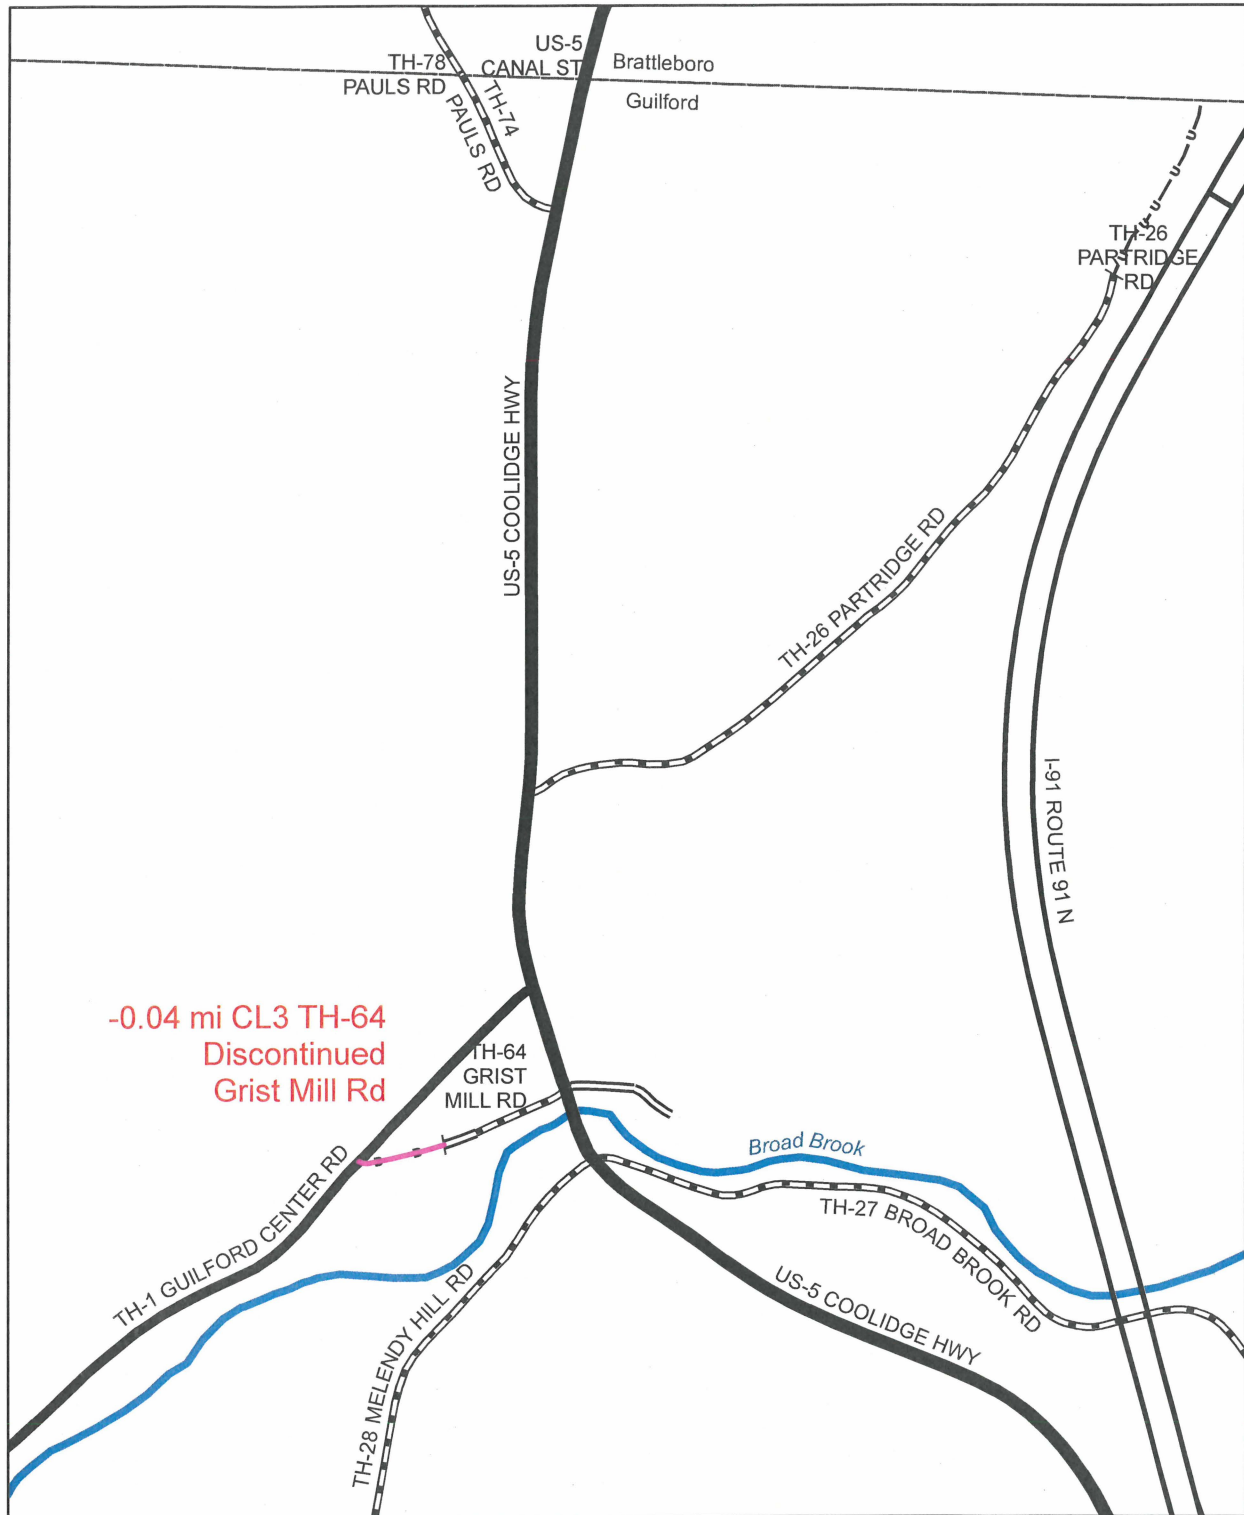 US-5
CANAL ST
Brattleboro
TH-78
PAULS RD
TH-74
PAULS RD
Guilford
TH-26
PARTRIDGE
RD
US-5 COOLIDGE HWY
TH-26 PARTRIDGE RD
I-91 ROUTE 91 N
-0.04 mi CL3 TH-64
Discontinued
Grist Mill Rd
TH-64
GRIST
MILL RD
Broad Brook
TH-1 GUILFORD CENTER RD
TH-27 BROAD BROOK RD
TH-28 MELENDY HILL RD
US-5 COOLIDGE HWY